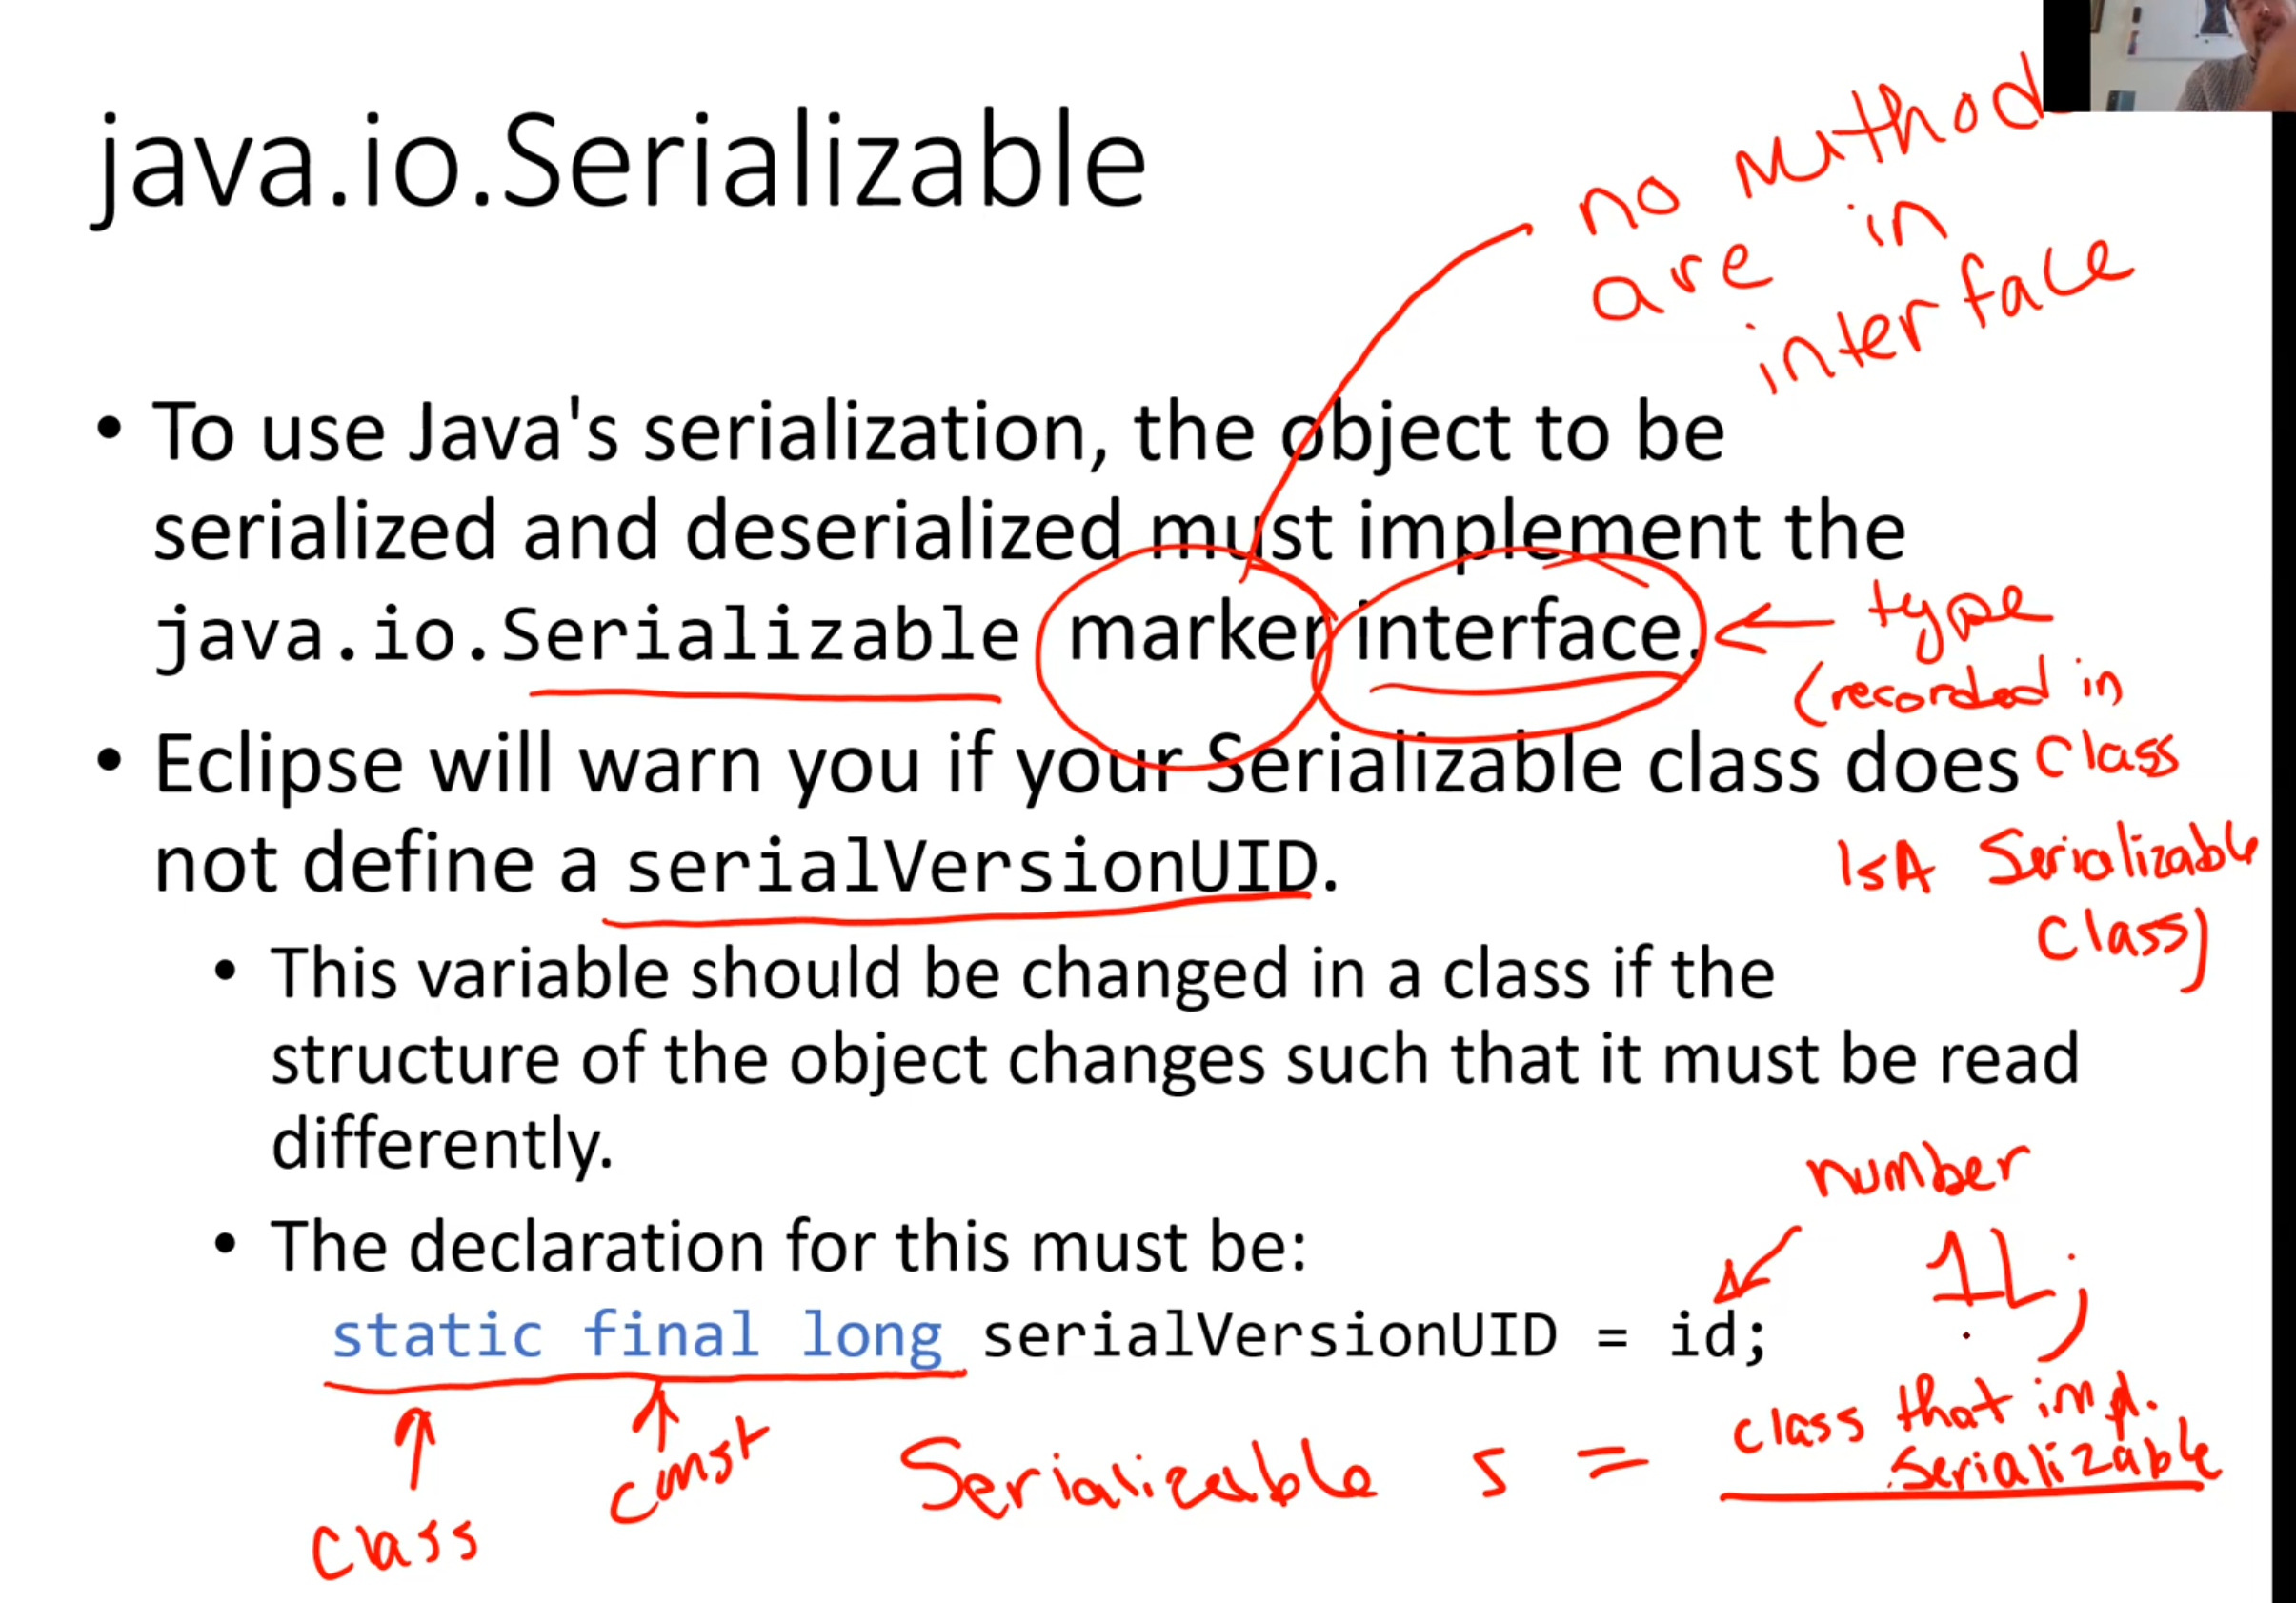 java.io.Serializable
no method
are in
interface
• To use Java's serialization, the object to be
serialized and deserialized must implement the
java.io.Serializable marker interface.
type
(recorded in
class
IsA Serializable
class)
• Eclipse will warn you if your Serializable class does
not define a serialVersionUID.
• This variable should be changed in a class if the
structure of the object changes such that it must be read
differently.
• The declaration for this must be:
number
static final long serialVersionUID = id;
1L;
class
const
Serializable s = class that impl.
Serializable